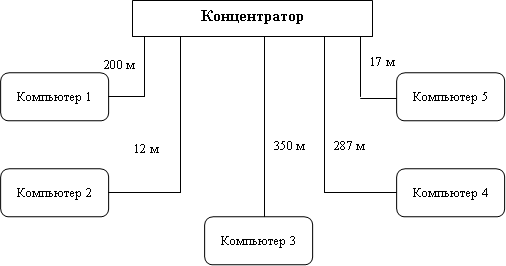 Концентратор
200 м
17 м
Компьютер 1
Компьютер 5
12 м
350 м
287 м
Компьютер 2
Компьютер 4
Компьютер 3